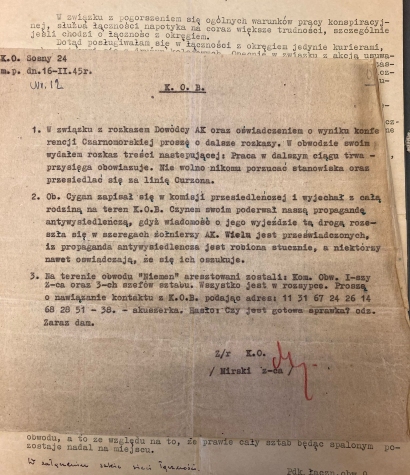 W związku z pogorszeniem się ogólnych warunków pracy konspiracyj-
nej, służba łączności napotyka na coraz większe trudności, szczególnie
jeśli chodzi o łączność z okręgiem.
Dotąd posługiwałam się w łączności z okręgiem jedynie kurierami,
K.O. Sosny 24
m.p. dn.16-II.45r.
Nr. 12
K. O. B.
1. W związku z rozkazem Dowódcy AK oraz oświadczeniem o wyniku konfe
rencji Czarnomorskiej proszę o dalsze rozkazy. W obwodzie swoim
wydałem rozkaz treści następującej: Praca w dalszym ciągu trwa -
przysięga obowiązuje. Nie wolno nikomu porzucać stanowiska oraz
przesiedlać się za linię Curzona.
2. Ob. Cygan zapisał się w komisji przesiedleńczej i wyjechał z całą
rodziną na teren K.O.B. Czynem swoim poderwał naszą propagandę
antywysiedleńczą, gdyż wiadomość o jego wyjeździe tą drogą roze-
szła się w szeregach żołnierzy AK. Wielu jest przeświadczonych,
iż propaganda antywysiedleńcza jest robiona stucznie, a niektórzy
nawet oświadczają, że się ich oszukuje.
3. Na terenie obwodu "Niemen" aresztowani zostali: Kom. Obw. I-szy
Z-ca oraz 3-ch szefów sztabu. Wszystko jest w rozsypce. Proszę
o nawiązanie kontaktu z K.O.B. podając adres: 11 31 67 24 26 14
68 28 51 - 38. - akuszerka. Hasło: Czy jest gotowa sprawka? odz.
Zaraz dam.
Z/r K.O.
/ Mirski z-ca /
obwodu, a to ze względu na to, że prawie cały sztab będąc spalonym po-
zostaje nadal na miejscu.